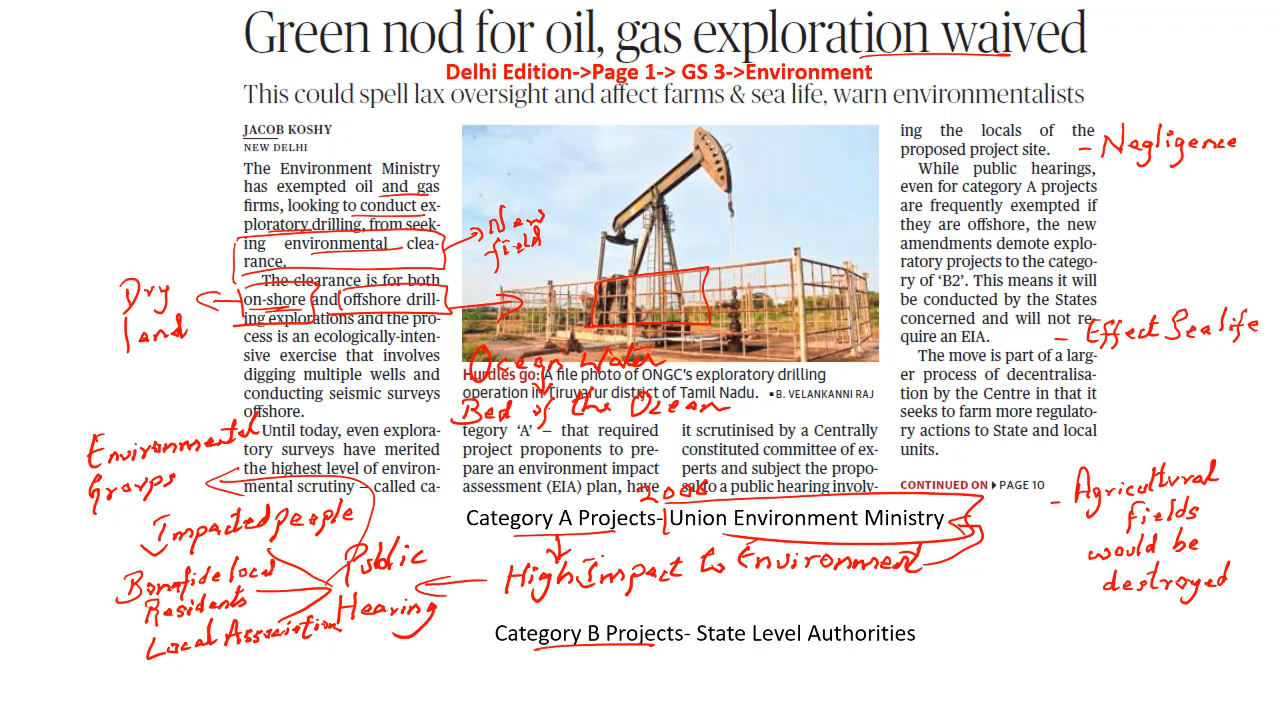 Green nod for oil, gas exploration waived
Delhi Edition->Page 1-> GS 3->Environment
This could spell lax oversight and affect farms & sea life, warn environmentalists
JACOB KOSHY
NEW DELHI
The Environment Ministry
has exempted oil and gas
firms, looking to conduct ex-
ploratory drilling, from seek-
ing environmental clea-
rance.
The clearance is for both
on-shore and offshore drill-
ing explorations and the pro-
cess is an ecologically-inten-
sive exercise that involves
digging multiple wells and
conducting seismic surveys
offshore.
Until today, even explora-
tory surveys have merited
the highest level of environ-
mental scrutiny – called ca-
New
field
Dry
land
Ocean Water
Bed of the Ocean
Hurdles go: A file photo of ONGC's exploratory drilling
operation in Tiruvarur district of Tamil Nadu. ▪ B. VELANKANNI RAJ
tegory 'A' – that required
project proponents to pre-
pare an environment impact
assessment (EIA) plan, have
it scrutinised by a Centrally
constituted committee of ex-
perts and subject the propo-
sal to a public hearing involv-
ing the locals of the
proposed project site.
While public hearings,
even for category A projects
are frequently exempted if
they are offshore, the new
amendments demote explo-
ratory projects to the catego-
ry of 'B2'. This means it will
be conducted by the States
concerned and will not re-
quire an EIA.
The move is part of a larg-
er process of decentralisa-
tion by the Centre in that it
seeks to farm more regulato-
ry actions to State and local
units.
CONTINUED ON ▶ PAGE 10
- Negligence
- Effect Sea life
- Agricultural
fields
would be
destroyed
2006
Category A Projects- Union Environment Ministry
High Impact to Environment
Public
Hearing
Environmental
Groups
Impacted people
Bonafide local
Residents
Local Association
Category B Projects- State Level Authorities